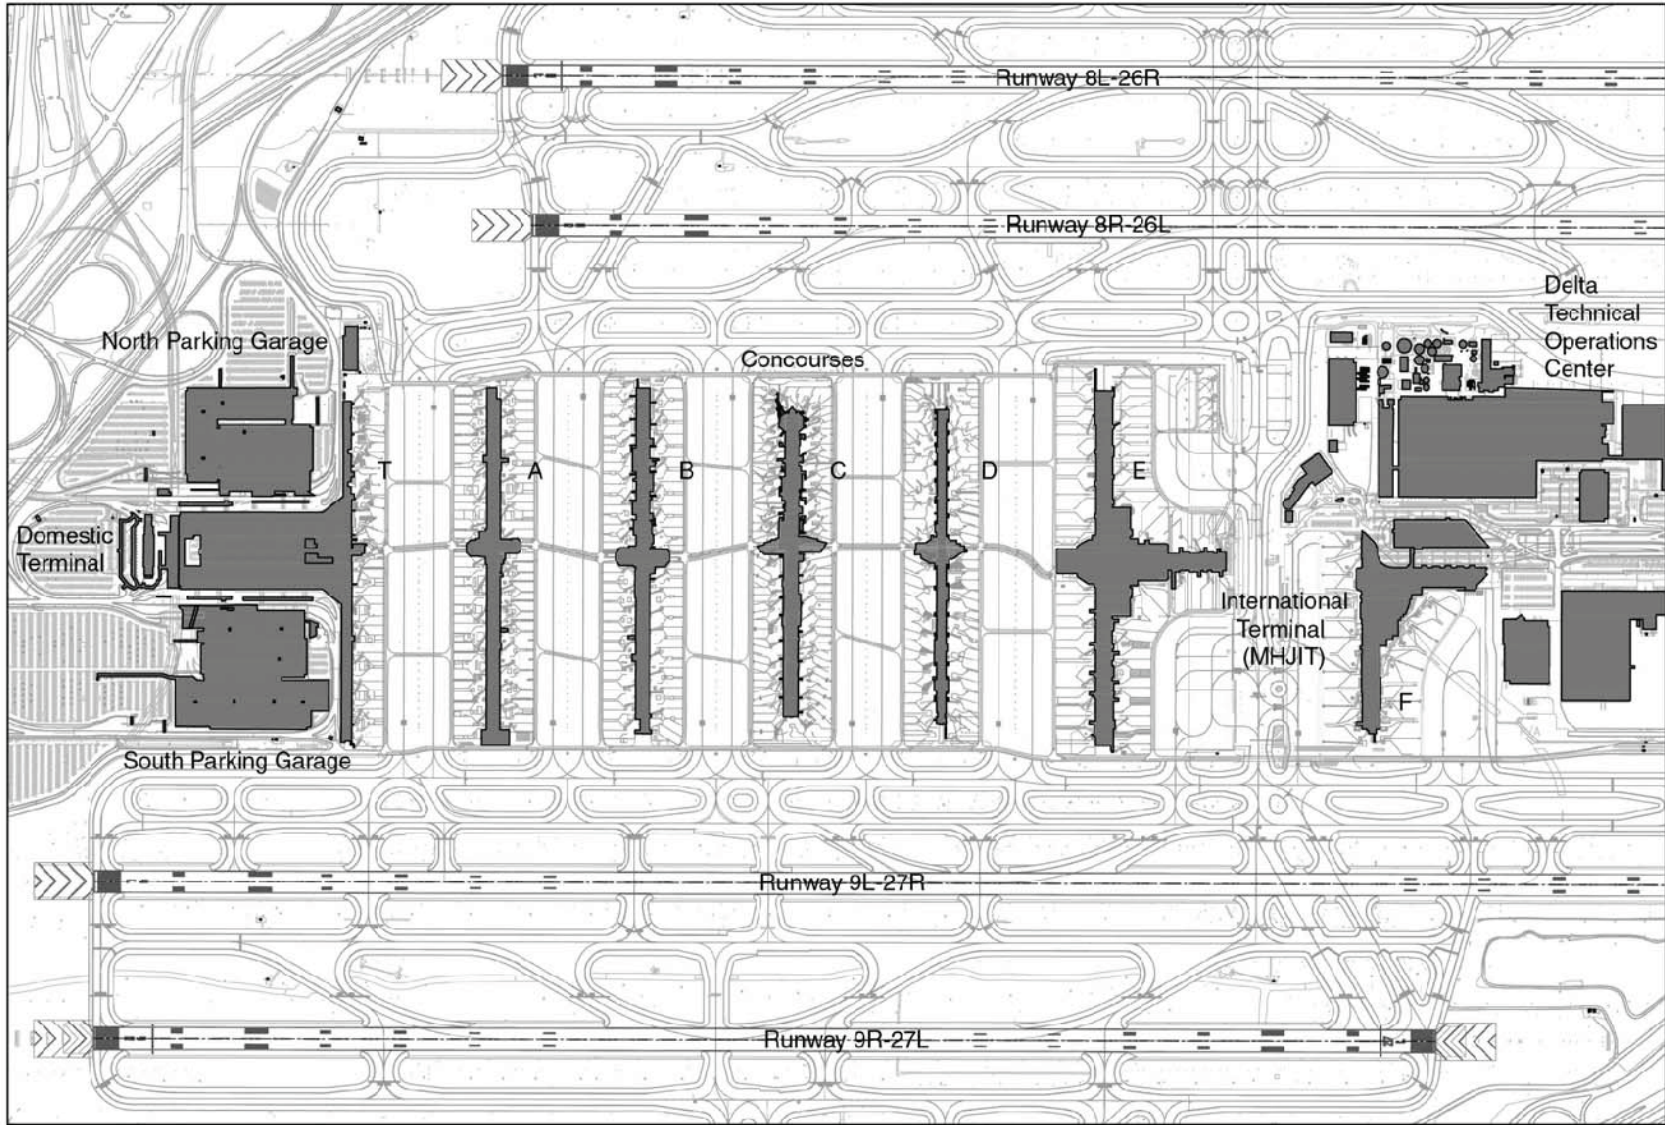 Runway 8L-26R
Runway 8R-26L
Delta
Technical
Operations
Center
North Parking Garage
Concourses
T
A
B
C
D
E
Domestic
Terminal
International
Terminal
(MHJIT)
F
South Parking Garage
Runway 9L-27R
Runway 9R-27L